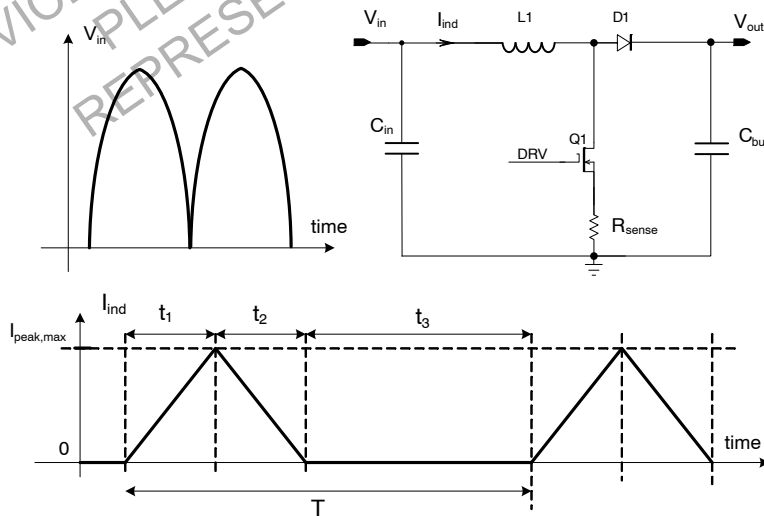 REPRESE
V_in
time
V_in
I_ind
L1
D1
V_out
C_in
DRV
Q1
R_sense
C_bu
I_ind
I_peak,max
t_1
t_2
t_3
0
time
T